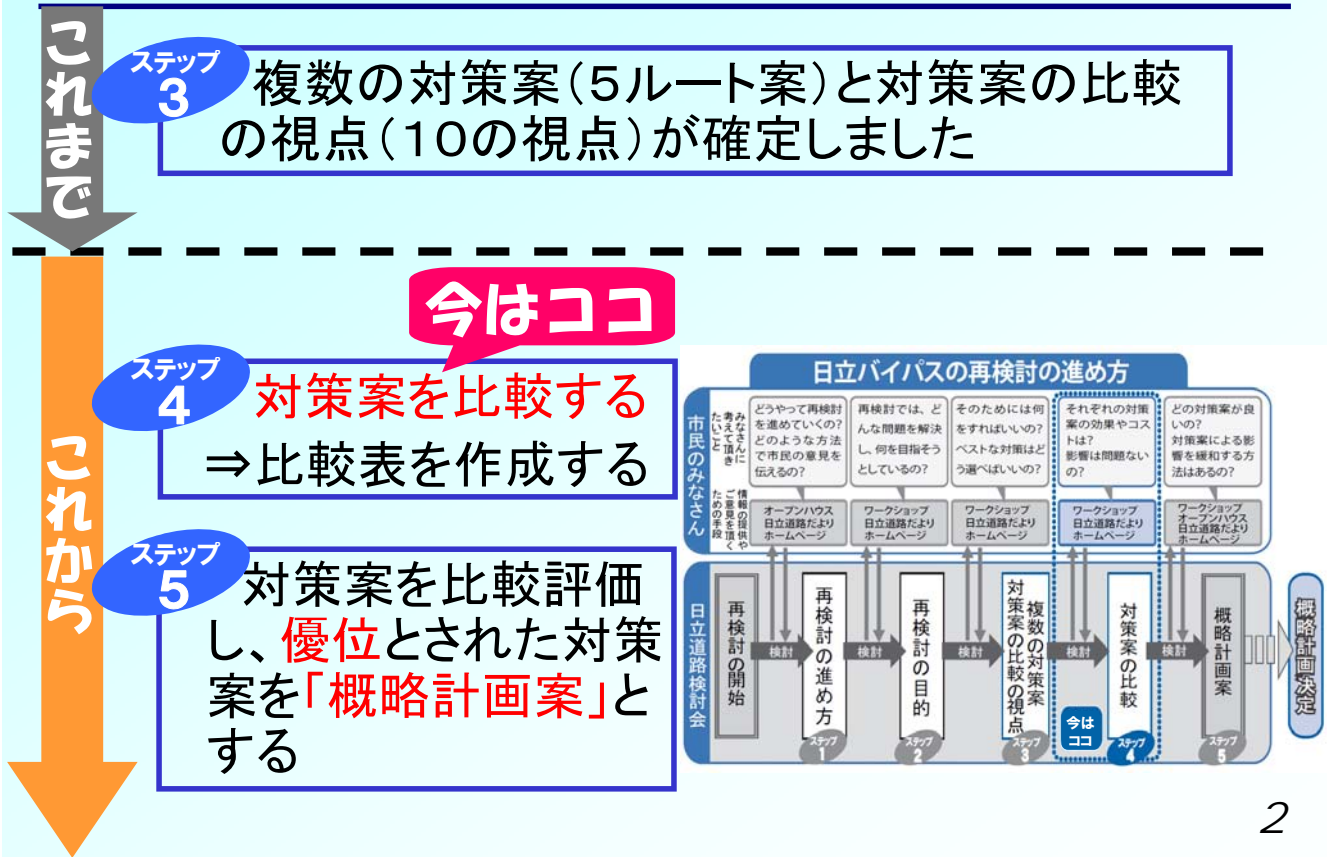 これまで
ステップ
3
複数の対策案(5ルート案)と対策案の比較
の視点(10の視点)が確定しました
これから
今はココ
ステップ
4
対策案を比較する
⇒比較表を作成する
ステップ
5
対策案を比較評価
し、優位とされた対策
案を「概略計画案」と
する
日立バイパスの再検討の進め方
市民のみなさん
みなさんに
考えて頂き
たいこと
どうやって再検討
を進めていくの?
どのような方法
で市民の意見を
伝えるの?
再検討では、ど
んな問題を解決
し、何を目指そう
としているの?
そのためには何
をすればいいの?
ベストな対策はど
う選べばいいの?
それぞれの対策
案の効果やコス
トは?
影響は問題ない
の?
どの対策案が良
いの?
対策案による影
響を緩和する方
法はあるの?
情報の提供や
ご意見を頂く
ための手段
オープンハウス
日立道路だより
ホームページ
ワークショップ
日立道路だより
ホームページ
ワークショップ
日立道路だより
ホームページ
ワークショップ
日立道路だより
ホームページ
ワークショップ
オープンハウス
日立道路だより
ホームページ
日立道路検討会
再検討の開始
検討
再検討の進め方
ステップ
1
検討
再検討の目的
ステップ
2
検討
複数の対策案
対策案の比較の視点
ステップ
3
検討
今は
ココ
対策案の比較
ステップ
4
検討
概略計画案
ステップ
5
概略計画決定
2